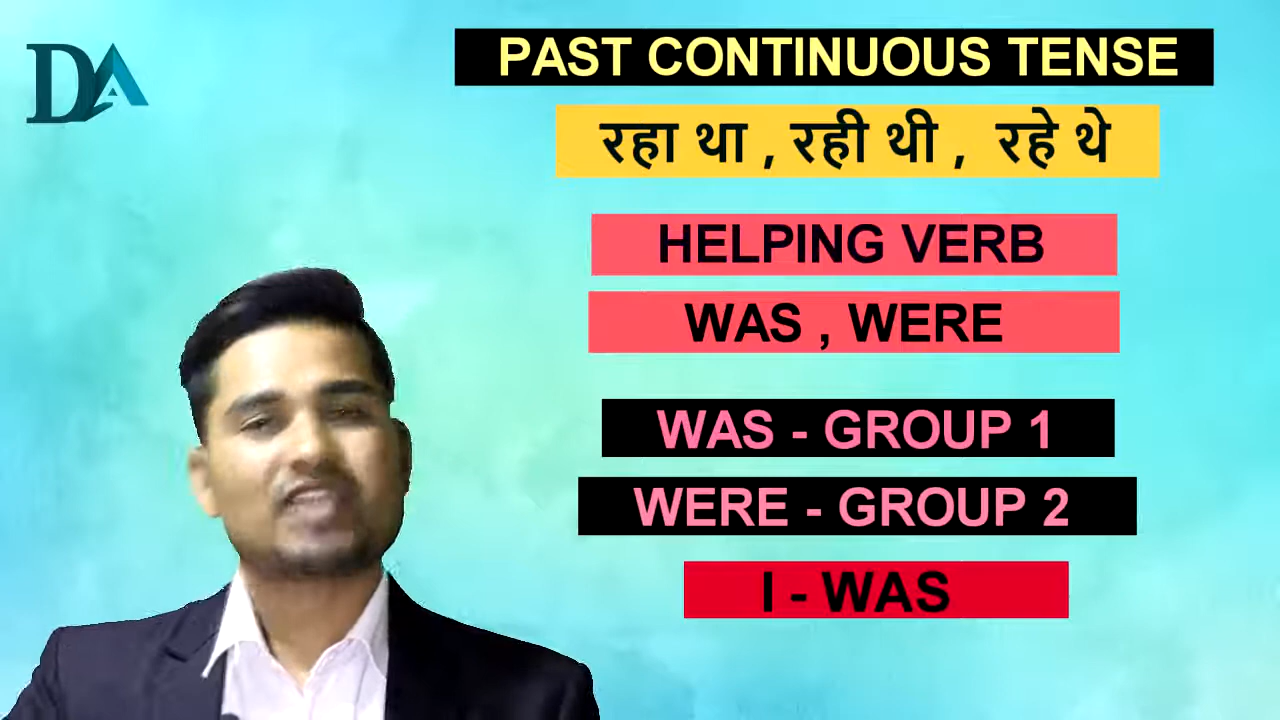 DA
PAST CONTINUOUS TENSE
रहा था , रही थी , रहे थे
HELPING VERB
WAS , WERE
WAS - GROUP 1
WERE - GROUP 2
I - WAS